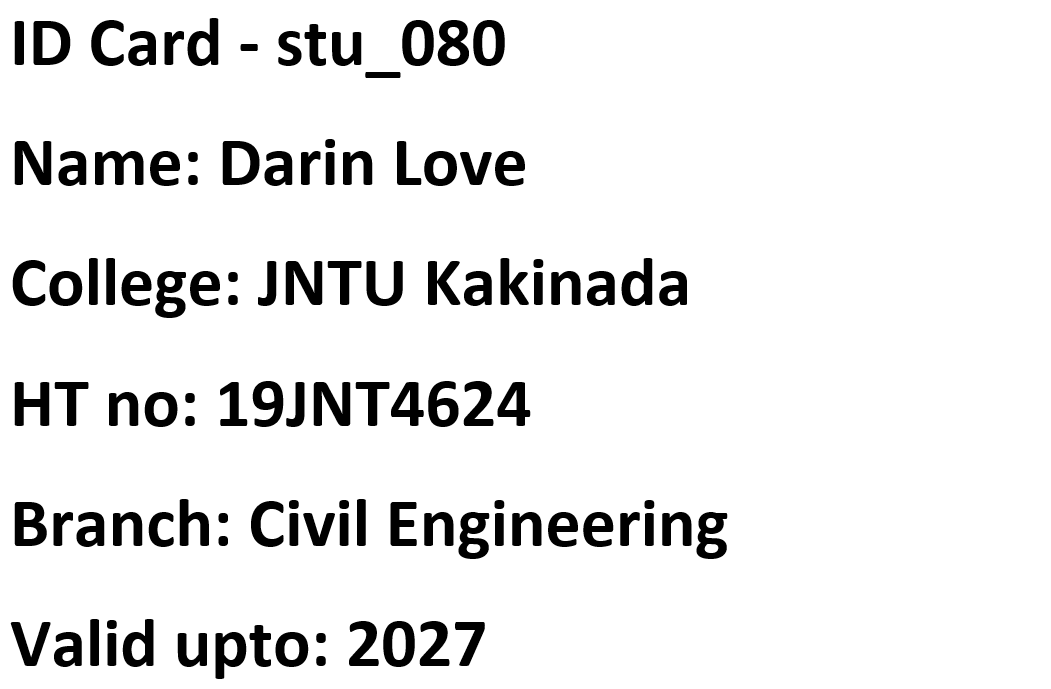 ID Card - stu_080
Name: Darin Love
College: JNTU Kakinada
HT no: 19JNT4624
Branch: Civil Engineering
Valid upto: 2027